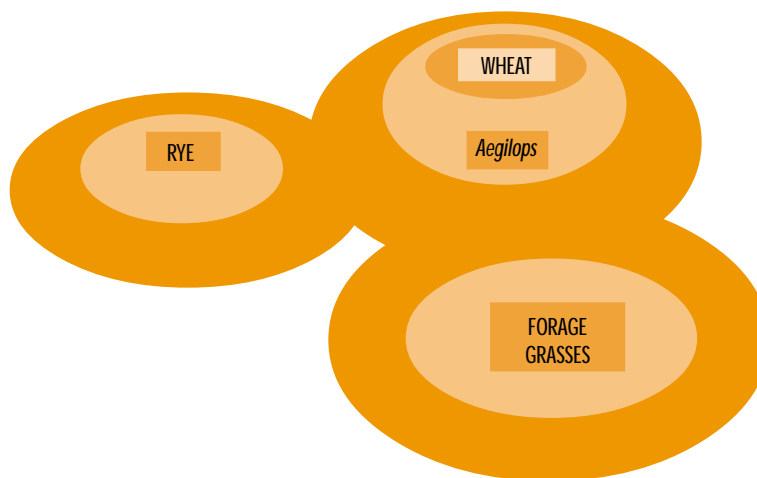 WHEAT
RYE
Aegilops
FORAGE
GRASSES